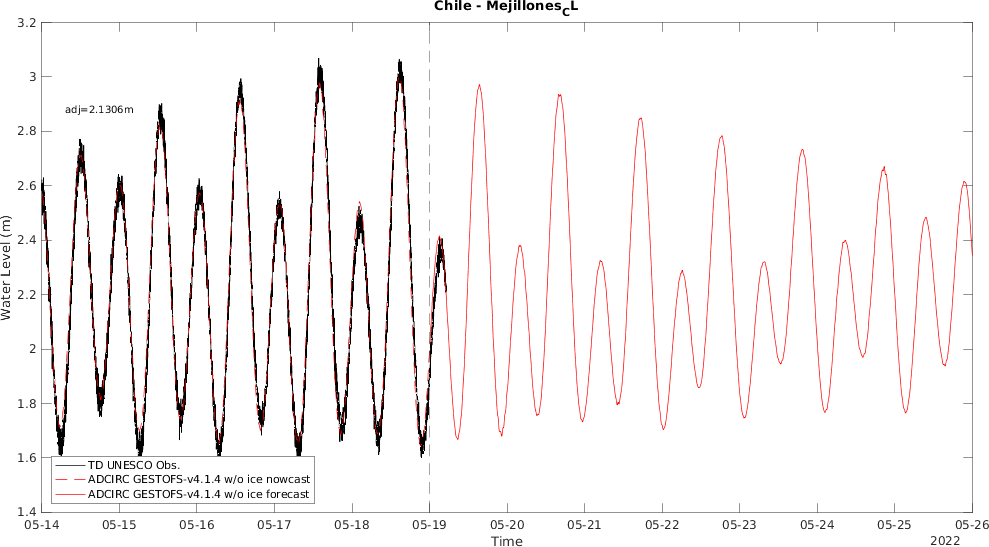 Chile - Mejillones_CL
3.2
3
2.8
2.6
2.4
2.2
2
1.8
1.6
1.4
Water Level (m)
adj=2.1306m
TD UNESCO Obs.
ADCIRC GESTOFS-v4.1.4 w/o ice nowcast
ADCIRC GESTOFS-v4.1.4 w/o ice forecast
05-14 05-15 05-16 05-17 05-18 05-19 05-20 05-21 05-22 05-23 05-24 05-25 05-26
Time
2022